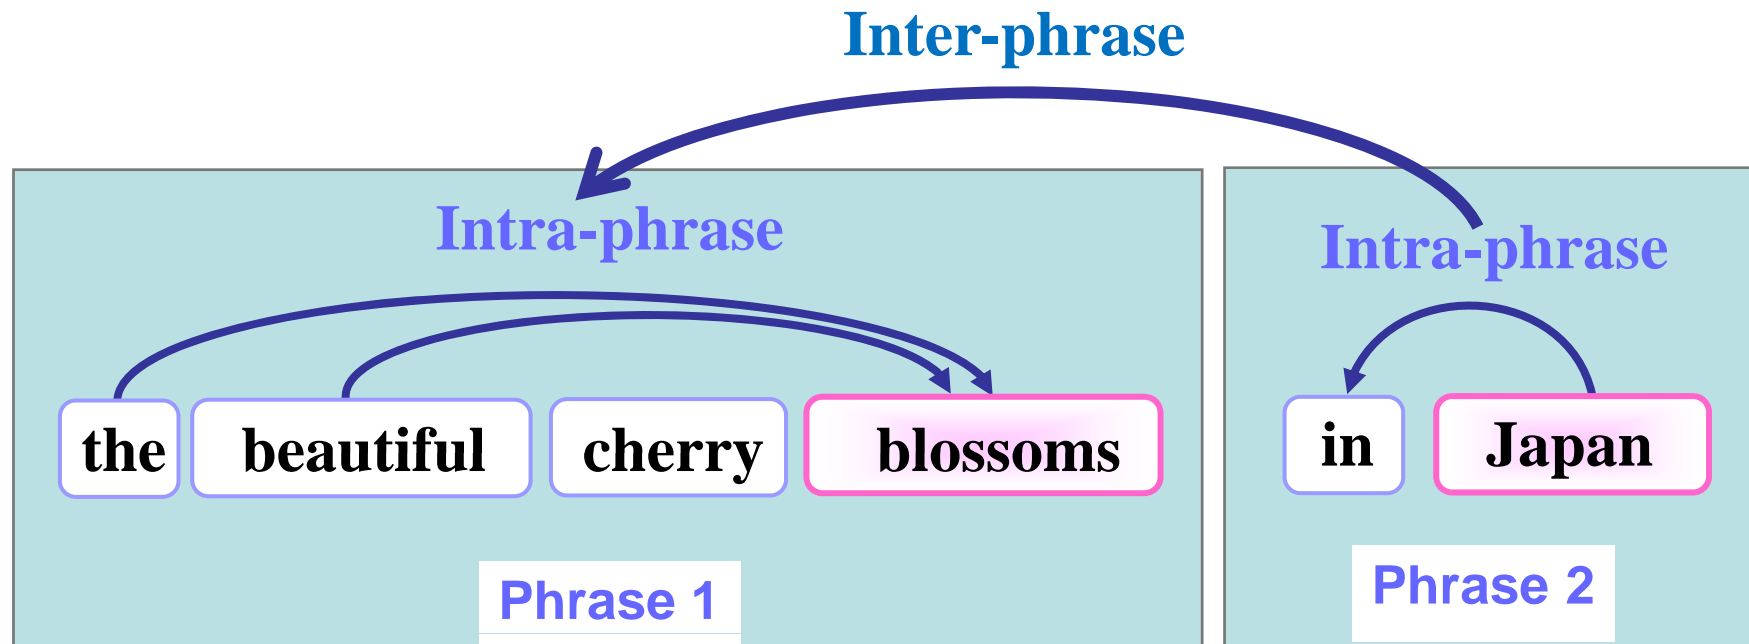 Inter-phrase
Intra-phrase
Intra-phrase
the beautiful cherry blossoms
in Japan
Phrase 1
Phrase 2